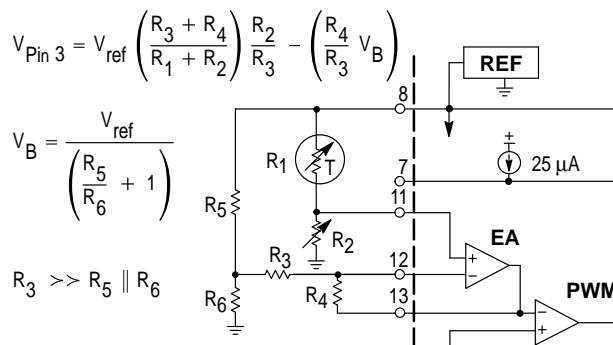 V_Pin 3 = V_ref ((R_3 + R_4)/(R_1 + R_2)) R_2/R_3 − (R_4/R_3 V_B)
REF
8
V_B = V_ref/(R_5/R_6 + 1)
R_1
T
7
25 µA
11
R_5
R_2
EA
R_3
12
+
−
R_3 >>> R_5 || R_6
R_6
R_4
13
PWM
−
+